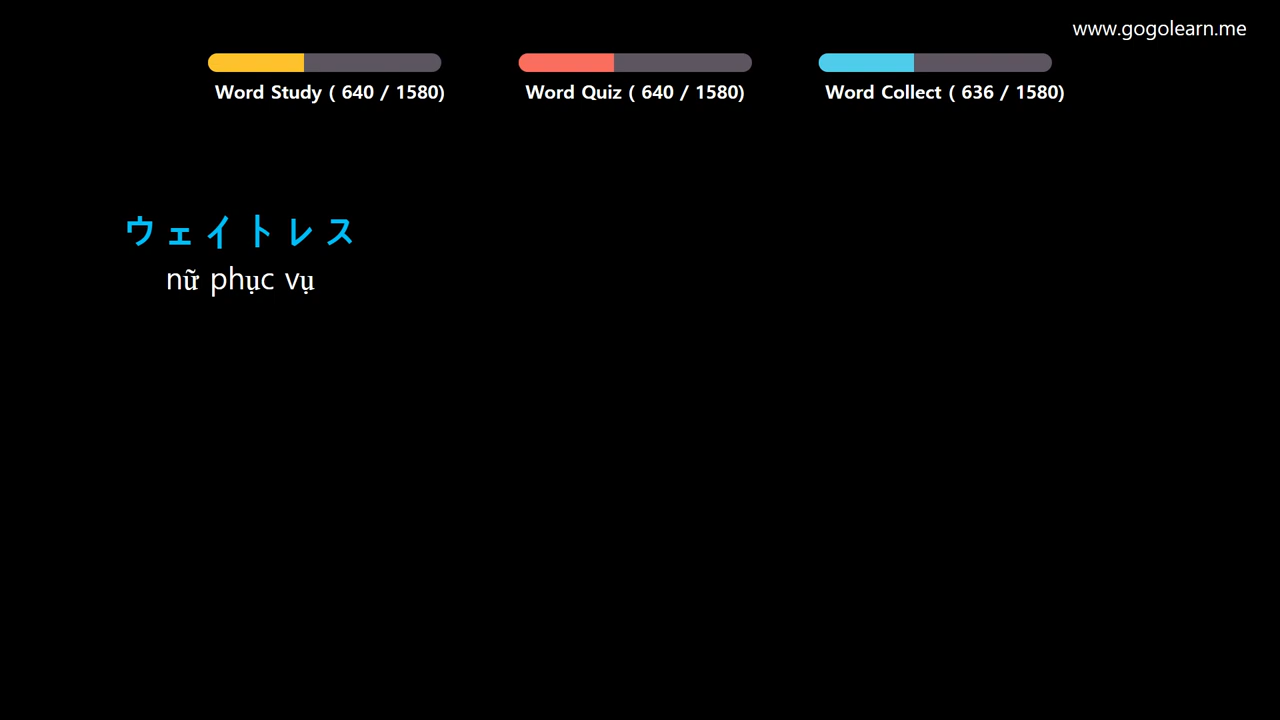 www.gogolearn.me
Word Study ( 640 / 1580)
Word Quiz ( 640 / 1580)
Word Collect ( 636 / 1580)
ウェイトレス
nữ phục vụ